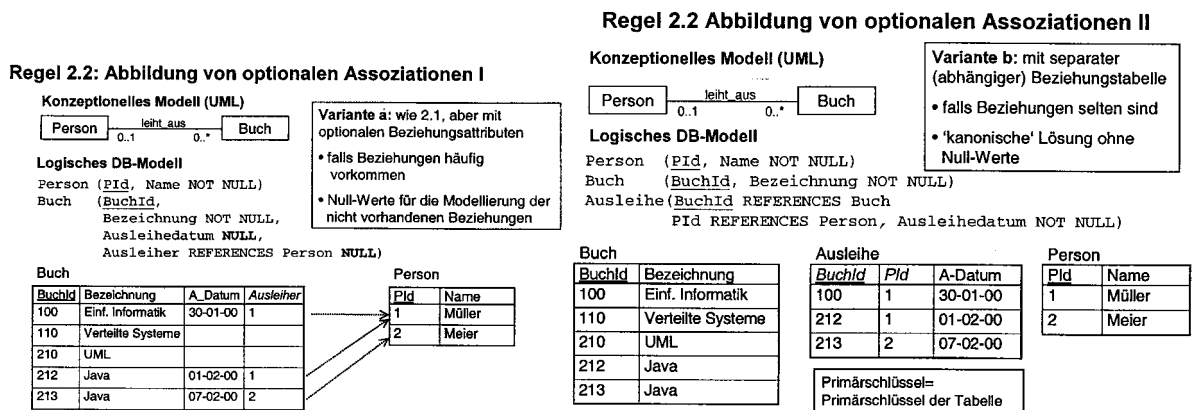 Regel 2.2: Abbildung von optionalen Assoziationen I
Konzeptionelles Modell (UML)
Person leiht_aus Buch
0..1 0..*
Variante a: wie 2.1, aber mit
optionalen Beziehungsattributen
• falls Beziehungen häufig
vorkommen
• Null-Werte für die Modellierung der
nicht vorhandenen Beziehungen
Logisches DB-Modell
Person (PId, Name NOT NULL)
Buch (BuchId,
Bezeichnung NOT NULL,
Ausleihedatum NULL,
Ausleiher REFERENCES Person NULL)
Buch
BuchId Bezeichnung A_Datum Ausleiher
100 Einf. Informatik 30-01-00 1
110 Verteilte Systeme
210 UML
212 Java 01-02-00 1
213 Java 07-02-00 2
Person
PId Name
1 Müller
2 Meier
Regel 2.2 Abbildung von optionalen Assoziationen II
Konzeptionelles Modell (UML)
Person leiht_aus Buch
0..1 0..*
Variante b: mit separater
(abhängiger) Beziehungstabelle
• falls Beziehungen selten sind
• 'kanonische' Lösung ohne
Null-Werte
Logisches DB-Modell
Person (PId, Name NOT NULL)
Buch (BuchId, Bezeichnung NOT NULL)
Ausleihe(BuchId REFERENCES Buch
PId REFERENCES Person, Ausleihedatum NOT NULL)
Buch
BuchId Bezeichnung
100 Einf. Informatik
110 Verteilte Systeme
210 UML
212 Java
213 Java
Ausleihe
BuchId PId A-Datum
100 1 30-01-00
212 1 01-02-00
213 2 07-02-00
Person
PId Name
1 Müller
2 Meier
Primärschlüssel=
Primärschlüssel der Tabelle